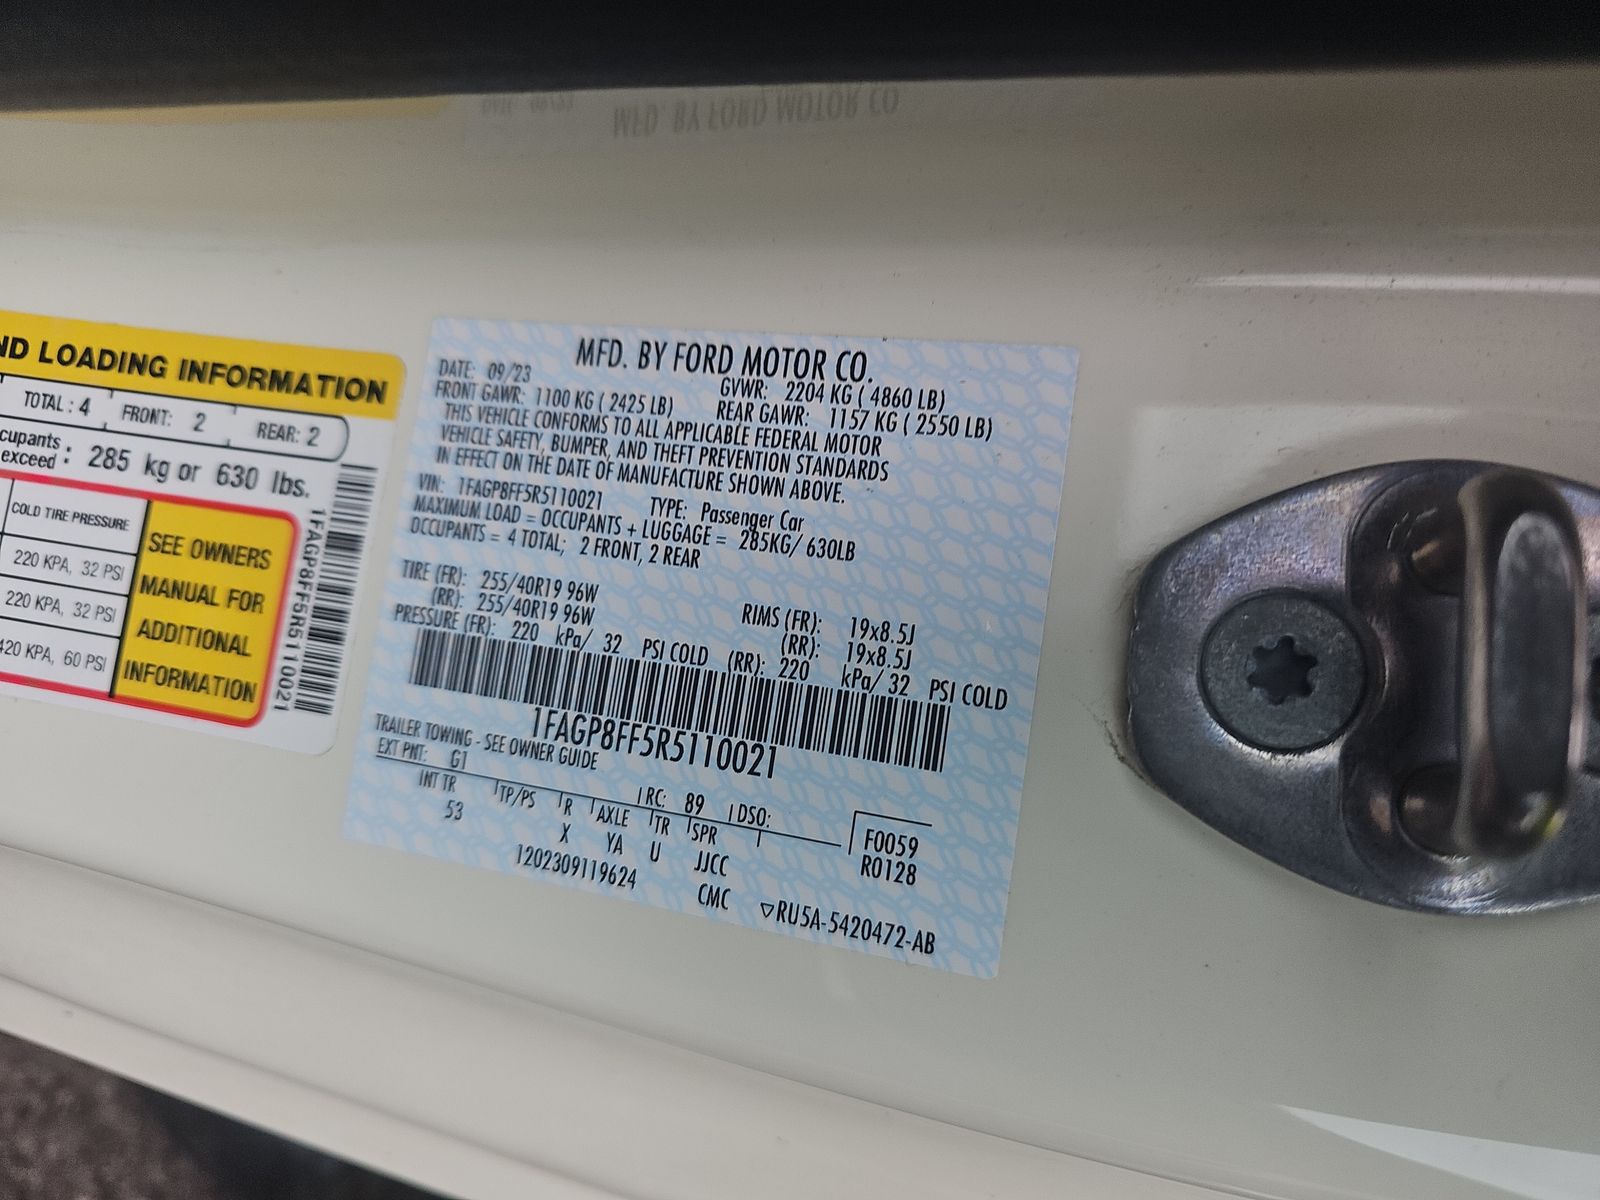 ND LOADING INFORMATION
TOTAL: 4 FRONT: 2 REAR: 2
cupants
exceed : 285 kg or 630 lbs.
COLD TIRE PRESSURE
220 KPA, 32 PSI
220 KPA, 32 PSI
420 KPA, 60 PSI
SEE OWNERS
MANUAL FOR
ADDITIONAL
INFORMATION
1FAGP8FF5R5110021
MFD. BY FORD MOTOR CO.
DATE: 09/23 GVWR: 2204 KG ( 4860 LB)
FRONT GAWR: 1100 KG ( 2425 LB) REAR GAWR: 1157 KG ( 2550 LB)
THIS VEHICLE CONFORMS TO ALL APPLICABLE FEDERAL MOTOR
VEHICLE SAFETY, BUMPER, AND THEFT PREVENTION STANDARDS
IN EFFECT ON THE DATE OF MANUFACTURE SHOWN ABOVE.
VIN: 1FAGP8FF5R5110021 TYPE: Passenger Car
MAXIMUM LOAD = OCCUPANTS + LUGGAGE = 285KG/ 630LB
OCCUPANTS = 4 TOTAL; 2 FRONT, 2 REAR
TIRE (FR): 255/40R19 96W RIMS (FR): 19x8.5J
(RR): 255/40R19 96W (RR): 19x8.5J
PRESSURE (FR): 220 kPa/ 32 PSI COLD (RR): 220 kPa/ 32 PSI COLD
1FAGP8FF5R5110021
TRAILER TOWING - SEE OWNER GUIDE
EXT PNT: G1 RC: 89 DSO:
INT TR TP/PS R AXLE TR SPR F0059
53 X YA U JJCC R0128
1202309119624 CMC ▽RU5A-5420472-AB
MFD. BY FORD MOTOR CO
DATE: 09/23